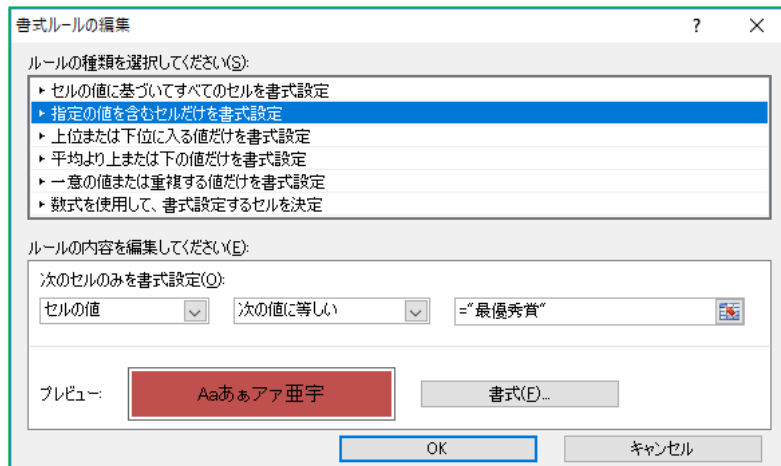 書式ルールの編集 ? ×
ルールの種類を選択してください(S):
► セルの値に基づいてすべてのセルを書式設定
► 指定の値を含むセルだけを書式設定
► 上位または下位に入る値だけを書式設定
► 平均より上または下の値だけを書式設定
► 一意の値または重複する値だけを書式設定
► 数式を使用して、書式設定するセルを決定
ルールの内容を編集してください(E):
次のセルのみを書式設定(O):
セルの値 次の値に等しい ="最優秀賞"
プレビュー: Aaあぁアァ亜宇 書式(F)...
OK キャンセル